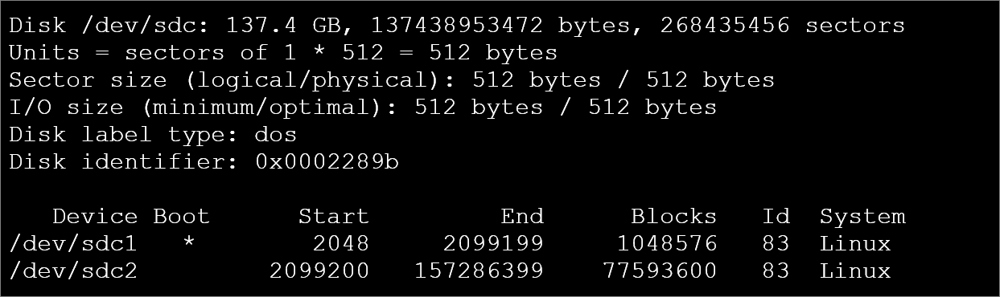 Disk /dev/sdc: 137.4 GB, 137438953472 bytes, 268435456 sectors
Units = sectors of 1 * 512 = 512 bytes
Sector size (logical/physical): 512 bytes / 512 bytes
I/O size (minimum/optimal): 512 bytes / 512 bytes
Disk label type: dos
Disk identifier: 0x0002289b
Device Boot Start End Blocks Id System
/dev/sdc1 * 2048 2099199 1048576 83 Linux
/dev/sdc2 2099200 157286399 77593600 83 Linux